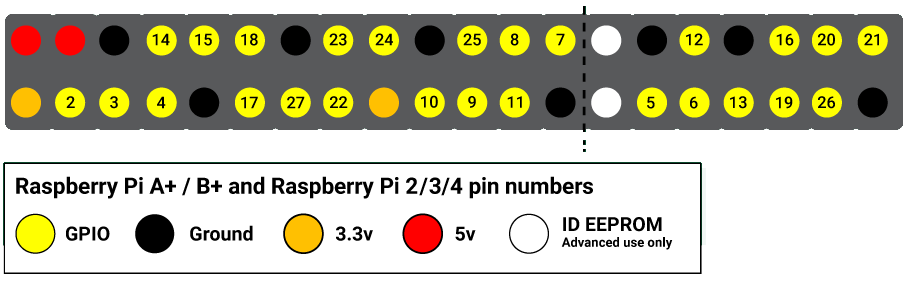 14 15 18 23 24 25 8 7 12 16 20 21
2 3 4 17 27 22 10 9 11 5 6 13 19 26
Raspberry Pi A+ / B+ and Raspberry Pi 2/3/4 pin numbers
GPIO Ground 3.3v 5v ID EEPROM
Advanced use only